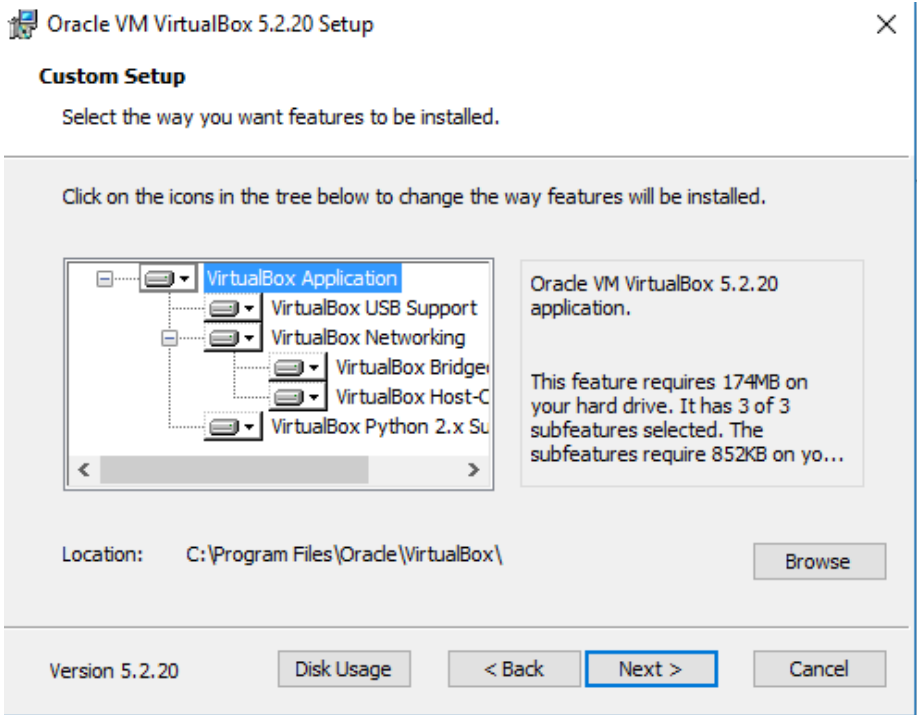 Oracle VM VirtualBox 5.2.20 Setup
Custom Setup
Select the way you want features to be installed.
Click on the icons in the tree below to change the way features will be installed.
VirtualBox Application
VirtualBox USB Support
VirtualBox Networking
VirtualBox Bridge
VirtualBox Host-C
VirtualBox Python 2.x Su
Oracle VM VirtualBox 5.2.20
application.
This feature requires 174MB on
your hard drive. It has 3 of 3
subfeatures selected. The
subfeatures require 852KB on yo...
Location: C:\Program Files\Oracle\VirtualBox\
Browse
Version 5.2.20
Disk Usage
< Back
Next >
Cancel